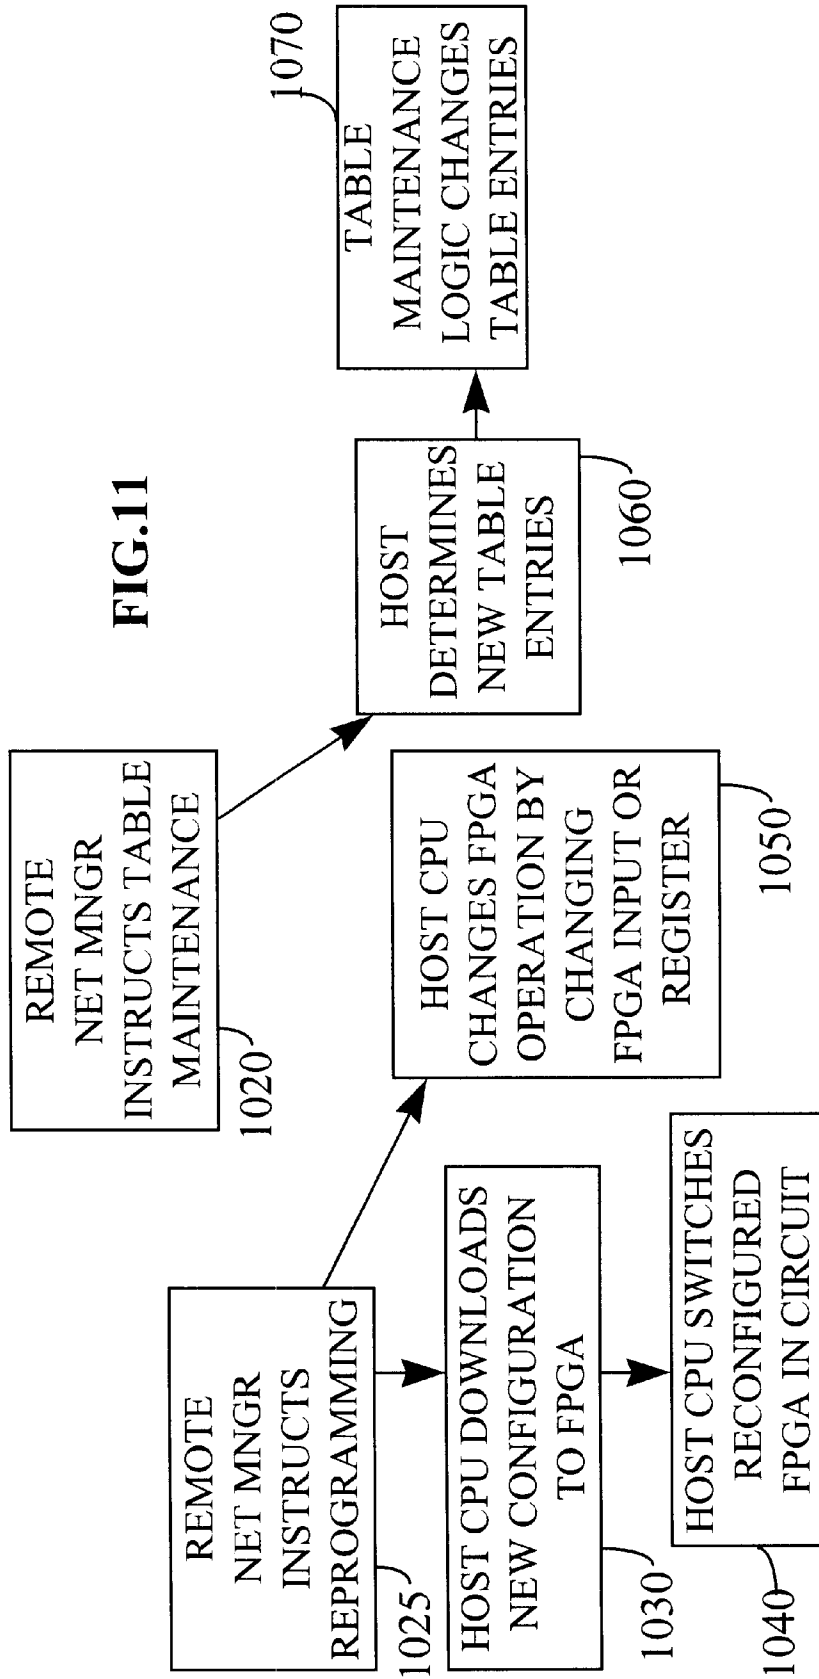 FIG.11
REMOTE
NET MNGR
INSTRUCTS
REPROGRAMMING
1025
HOST CPU DOWNLOADS
NEW CONFIGURATION
TO FPGA
1030
HOST CPU SWITCHES
RECONFIGURED
FPGA IN CIRCUIT
1040
REMOTE
NET MNGR
INSTRUCTS TABLE
MAINTENANCE
1020
HOST CPU
CHANGES FPGA
OPERATION BY
CHANGING
FPGA INPUT OR
REGISTER
1050
HOST
DETERMINES
NEW TABLE
ENTRIES
1060
TABLE
MAINTENANCE
LOGIC CHANGES
TABLE ENTRIES
1070